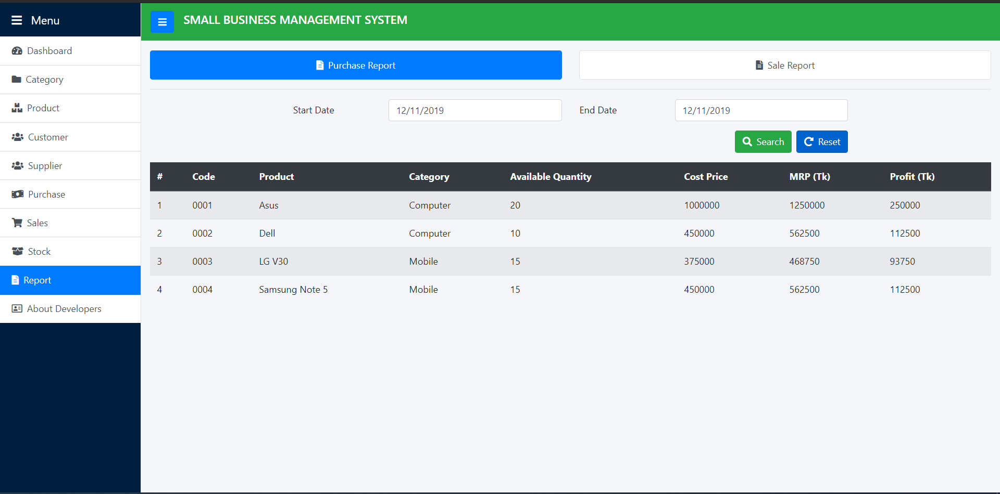 Menu
SMALL BUSINESS MANAGEMENT SYSTEM
Dashboard
Category
Product
Customer
Supplier
Purchase
Sales
Stock
Report
About Developers
Purchase Report
Sale Report
Start Date 12/11/2019 End Date 12/11/2019
Search Reset
# Code Product Category Available Quantity Cost Price MRP (Tk) Profit (Tk)
1 0001 Asus Computer 20 1000000 1250000 250000
2 0002 Dell Computer 10 450000 562500 112500
3 0003 LG V30 Mobile 15 375000 468750 93750
4 0004 Samsung Note 5 Mobile 15 450000 562500 112500